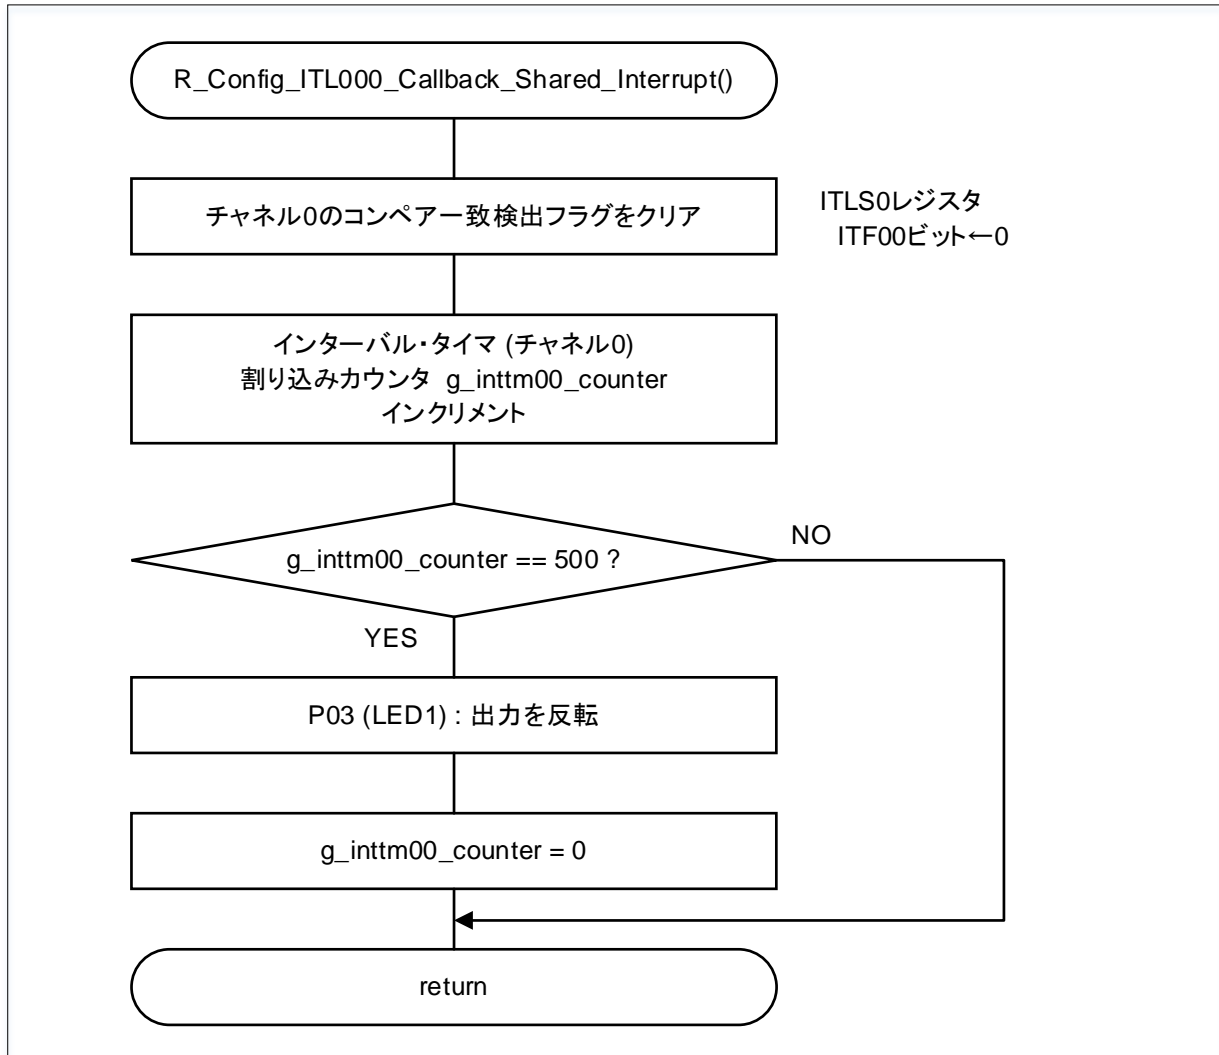 R_Config_ITL000_Callback_Shared_Interrupt()
チャネル0のコンペア一致検出フラグをクリア
ITLS0レジスタ
ITF00ビット←0
インターバル・タイマ (チャネル0)
割り込みカウンタ g_inttm00_counter
インクリメント
g_inttm00_counter == 500 ?
NO
YES
P03 (LED1) : 出力を反転
g_inttm00_counter = 0
return